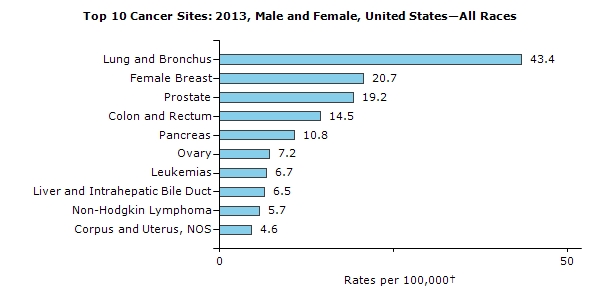 Top 10 Cancer Sites: 2013, Male and Female, United States—All Races
Lung and Bronchus 43.4
Female Breast 20.7
Prostate 19.2
Colon and Rectum 14.5
Pancreas 10.8
Ovary 7.2
Leukemias 6.7
Liver and Intrahepatic Bile Duct 6.5
Non-Hodgkin Lymphoma 5.7
Corpus and Uterus, NOS 4.6
0 50
Rates per 100,000†